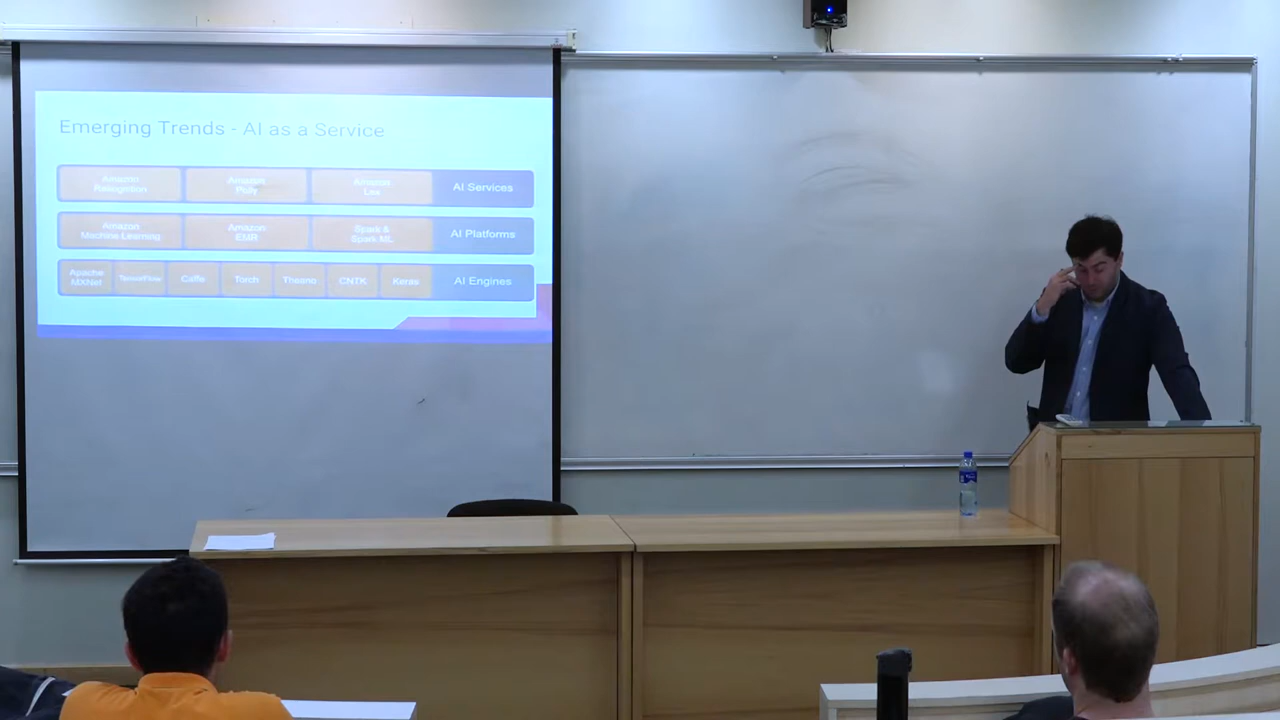 Emerging Trends - AI as a Service
Amazon
Rekognition
Amazon
Polly
Amazon
Lex
AI Services
Amazon
Machine Learning
Amazon
EMR
Spark &
Spark ML
AI Platforms
Apache
MXNet
TensorFlow
Caffe
Torch
Theano
CNTK
Keras
AI Engines